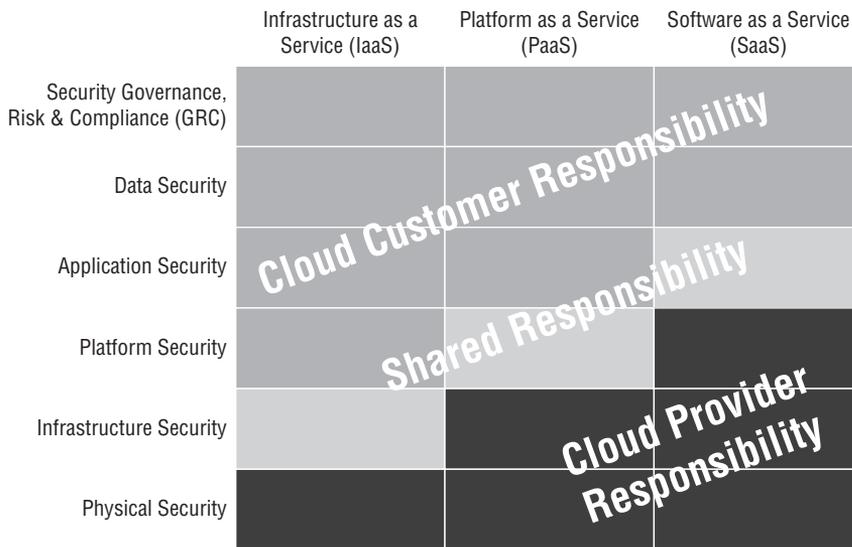 Infrastructure as a
Service (IaaS)
Platform as a Service
(PaaS)
Software as a Service
(SaaS)
Security Governance,
Risk & Compliance (GRC)
Data Security
Application Security
Platform Security
Infrastructure Security
Physical Security
Cloud Customer Responsibility
Shared Responsibility
Cloud Provider
Responsibility